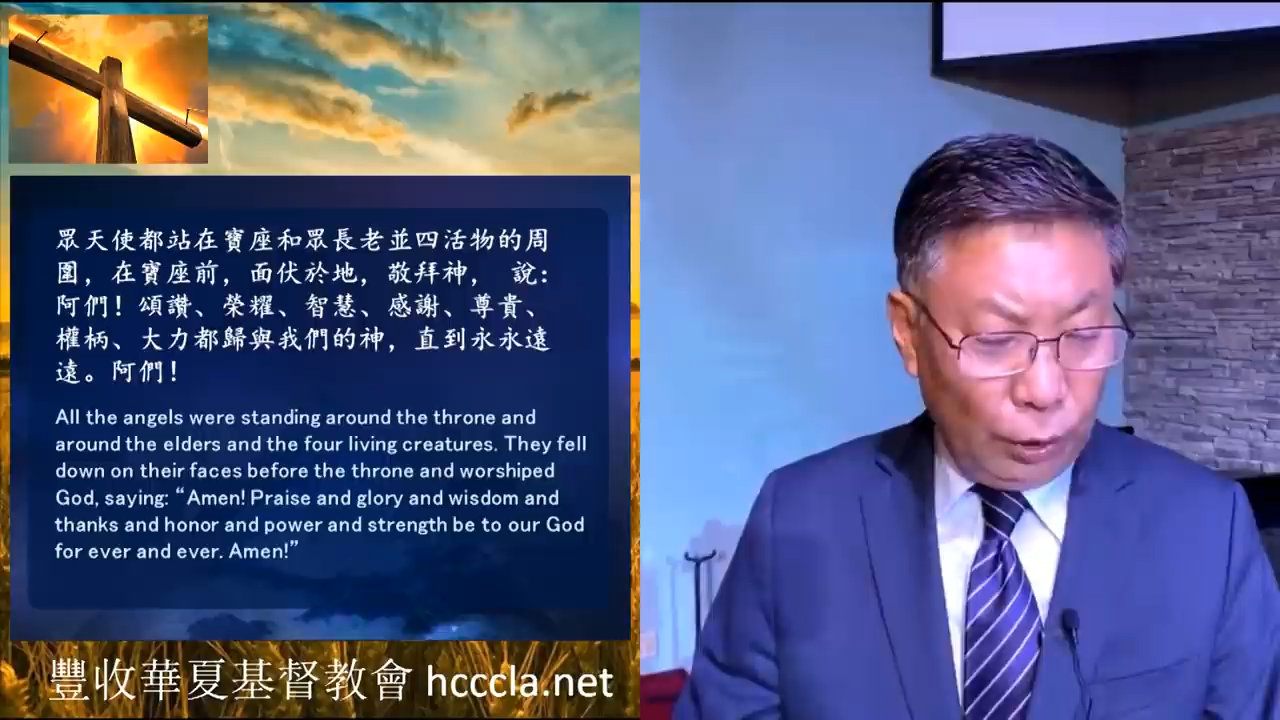 眾天使都站在寶座和眾長老並四活物的周
圍，在寶座前，面伏於地，敬拜神， 說：
阿們！頌讚、榮耀、智慧、感謝、尊貴、
權柄、大力都歸與我們的神，直到永永遠
遠。阿們！
All the angels were standing around the throne and
around the elders and the four living creatures. They fell
down on their faces before the throne and worshiped
God, saying: “Amen! Praise and glory and wisdom and
thanks and honor and power and strength be to our God
for ever and ever. Amen!”
豐收華夏基督教會 hcccla.net